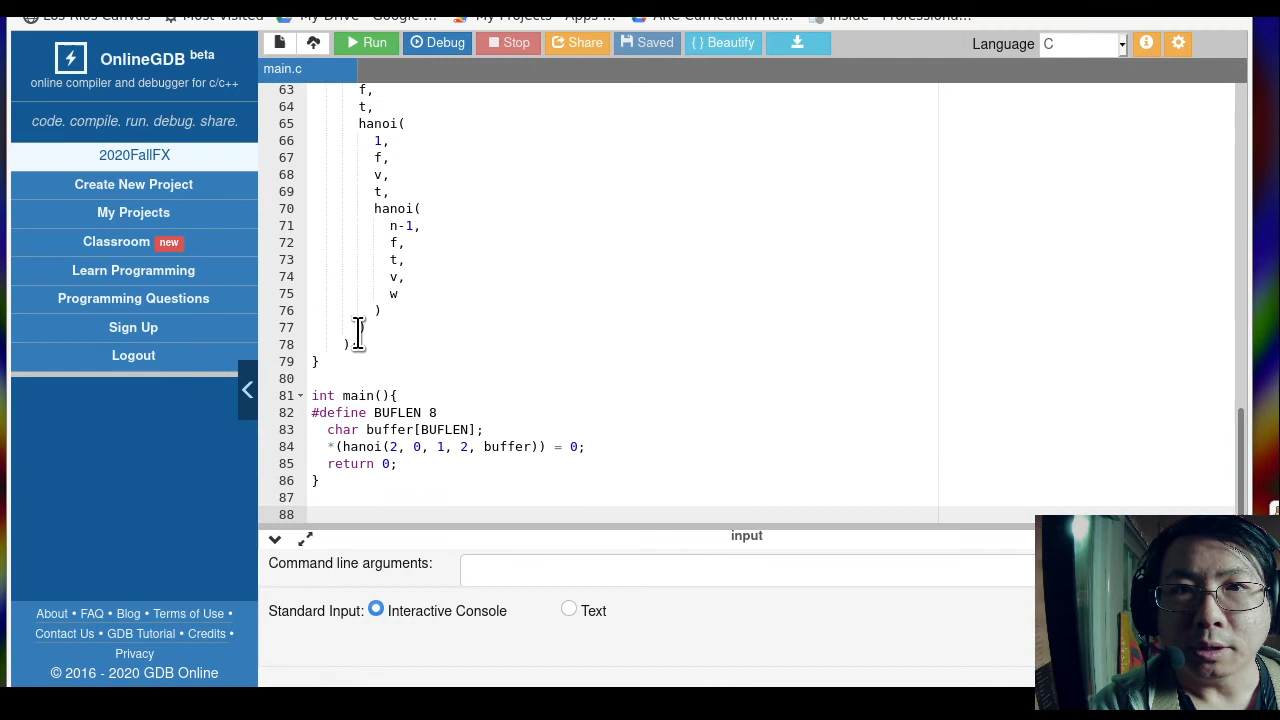 Los Rios Canvas Most Visited My Drive - Google ... My Projects - Apps ... ARC Curriculum Ha... Inside - Professiona...
OnlineGDB beta
online compiler and debugger for c/c++
code. compile. run. debug. share.
2020FallFX
Create New Project
My Projects
Classroom new
Learn Programming
Programming Questions
Sign Up
Logout
About • FAQ • Blog • Terms of Use •
Contact Us • GDB Tutorial • Credits •
Privacy
© 2016 - 2020 GDB Online
Run Debug Stop Share Saved { } Beautify Language C
main.c
63 f,
64 t,
65 hanoi(
66 1,
67 f,
68 v,
69 t,
70 hanoi(
71 n-1,
72 f,
73 t,
74 v,
75 w
76 )
77 )
78 );
79 }
80
81 int main(){
82 #define BUFLEN 8
83 char buffer[BUFLEN];
84 *(hanoi(2, 0, 1, 2, buffer)) = 0;
85 return 0;
86 }
87
88
input
Command line arguments:
Standard Input: Interactive Console Text